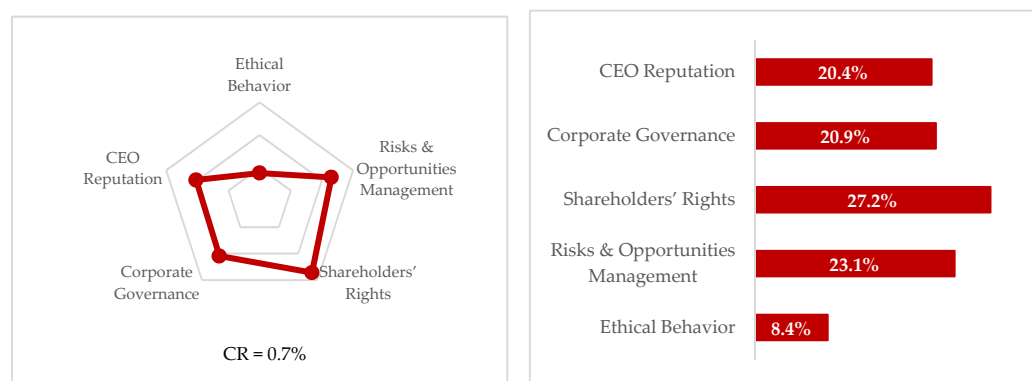 Ethical
Behavior
Risks &
Opportunities
Management
CEO
Reputation
Corporate
Governance
Shareholders’
Rights
CR = 0.7%
CEO Reputation
20.4%
Corporate Governance
20.9%
Shareholders’ Rights
27.2%
Risks & Opportunities
Management
23.1%
Ethical Behavior
8.4%